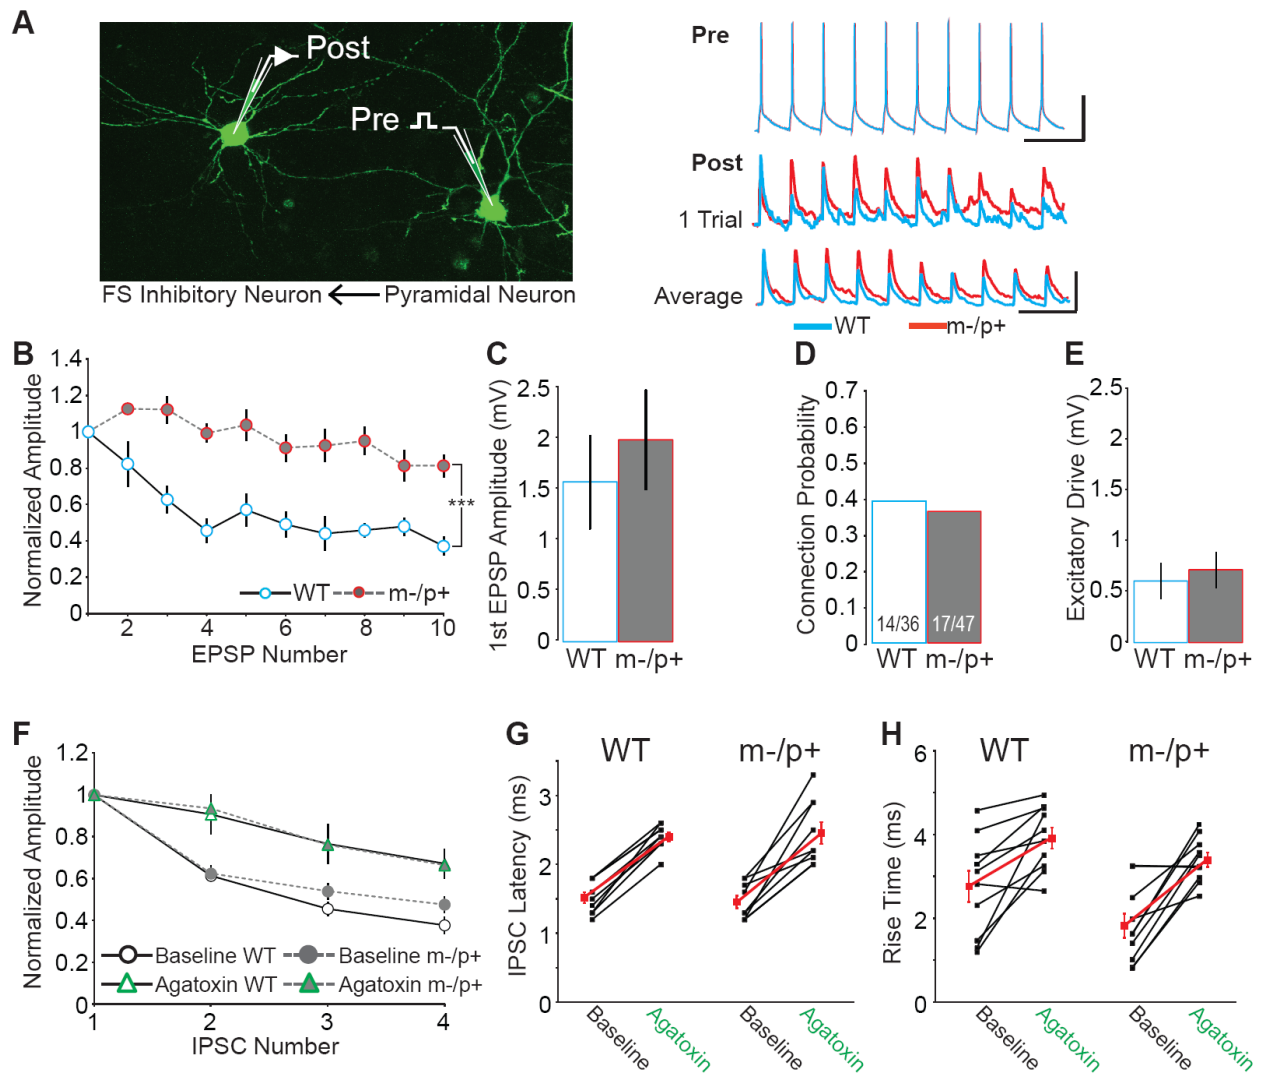 A
Post
Pre
FS Inhibitory Neuron
Pyramidal Neuron
Pre
Post
1 Trial
Average
WT
m-/p+
B
Normalized Amplitude
1.4
1.2
1
0.8
0.6
0.4
0.2
0
2
4
6
8
10
EPSP Number
WT
m-/p+
***
C
1st EPSP Amplitude (mV)
2.5
2
1.5
1
0.5
0
WT m-/p+
D
Connection Probability
0.7
0.6
0.5
0.4
0.3
0.2
0.1
0
14/36
17/47
WT m-/p+
E
Excitatory Drive (mV)
2.5
2
1.5
1
0.5
0
WT m-/p+
F
Normalized Amplitude
1.2
1
0.8
0.6
0.4
0.2
0
1
2
3
4
IPSC Number
Baseline WT
Baseline m-/p+
Agatoxin WT
Agatoxin m-/p+
G
WT
m-/p+
IPSC Latency (ms)
3
2
1
0
Baseline
Agatoxin
Baseline
Agatoxin
H
WT
m-/p+
Rise Time (ms)
6
4
2
0
Baseline
Agatoxin
Baseline
Agatoxin